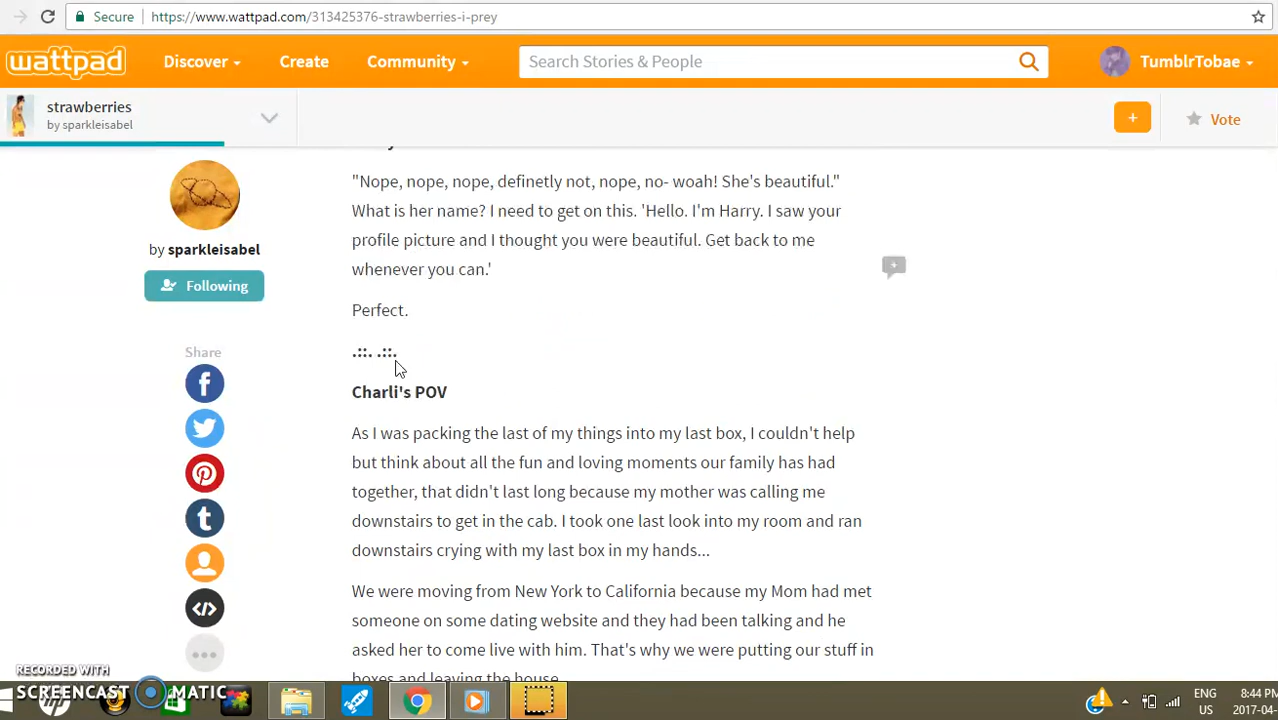 Secure https://www.wattpad.com/313425376-strawberries-i-prey
wattpad Discover Create Community Search Stories & People TumblrTobae
strawberries
by sparkleisabel
+ Vote
"Nope, nope, nope, definetly not, nope, no- woah! She's beautiful."
What is her name? I need to get on this. 'Hello. I'm Harry. I saw your
profile picture and I thought you were beautiful. Get back to me
whenever you can.'
by sparkleisabel
Following
Perfect.
Share
.::. .::.
Charli's POV
As I was packing the last of my things into my last box, I couldn't help
but think about all the fun and loving moments our family has had
together, that didn't last long because my mother was calling me
downstairs to get in the cab. I took one last look into my room and ran
downstairs crying with my last box in my hands...
We were moving from New York to California because my Mom had met
someone on some dating website and they had been talking and he
asked her to come live with him. That's why we were putting our stuff in
boxes and leaving the house
RECORDED WITH
SCREENCAST MATIC
hp
ENG 8:44 PM
US 2017-04-